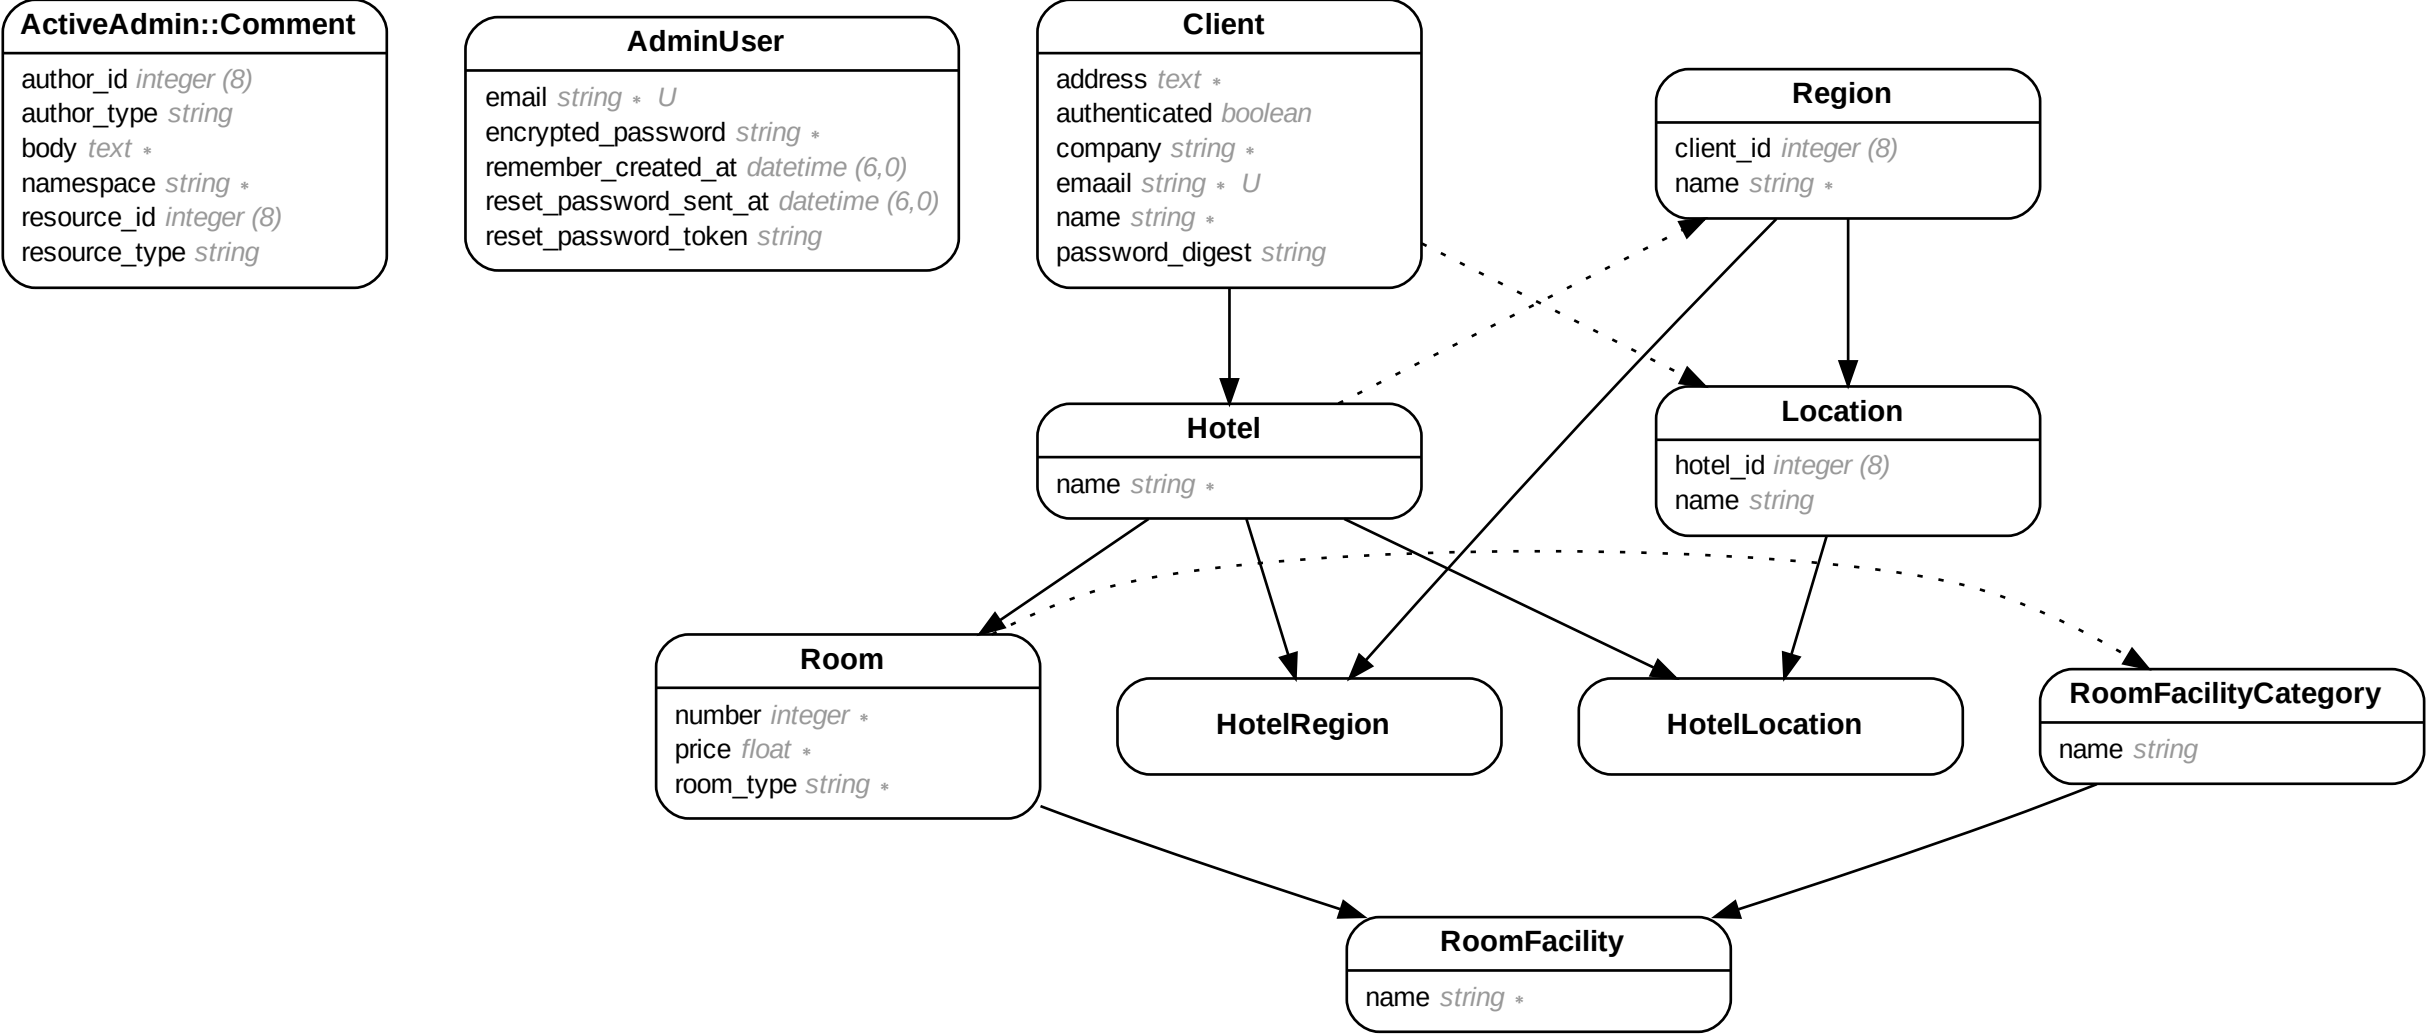 ActiveAdmin::Comment
author_id integer (8)
author_type string
body text *
namespace string *
resource_id integer (8)
resource_type string
AdminUser
email string * U
encrypted_password string *
remember_created_at datetime (6,0)
reset_password_sent_at datetime (6,0)
reset_password_token string
Client
address text *
authenticated boolean
company string *
emaail string * U
name string *
password_digest string
Region
client_id integer (8)
name string *
Hotel
name string *
Location
hotel_id integer (8)
name string
Room
number integer *
price float *
room_type string *
HotelRegion
HotelLocation
RoomFacilityCategory
name string
RoomFacility
name string *